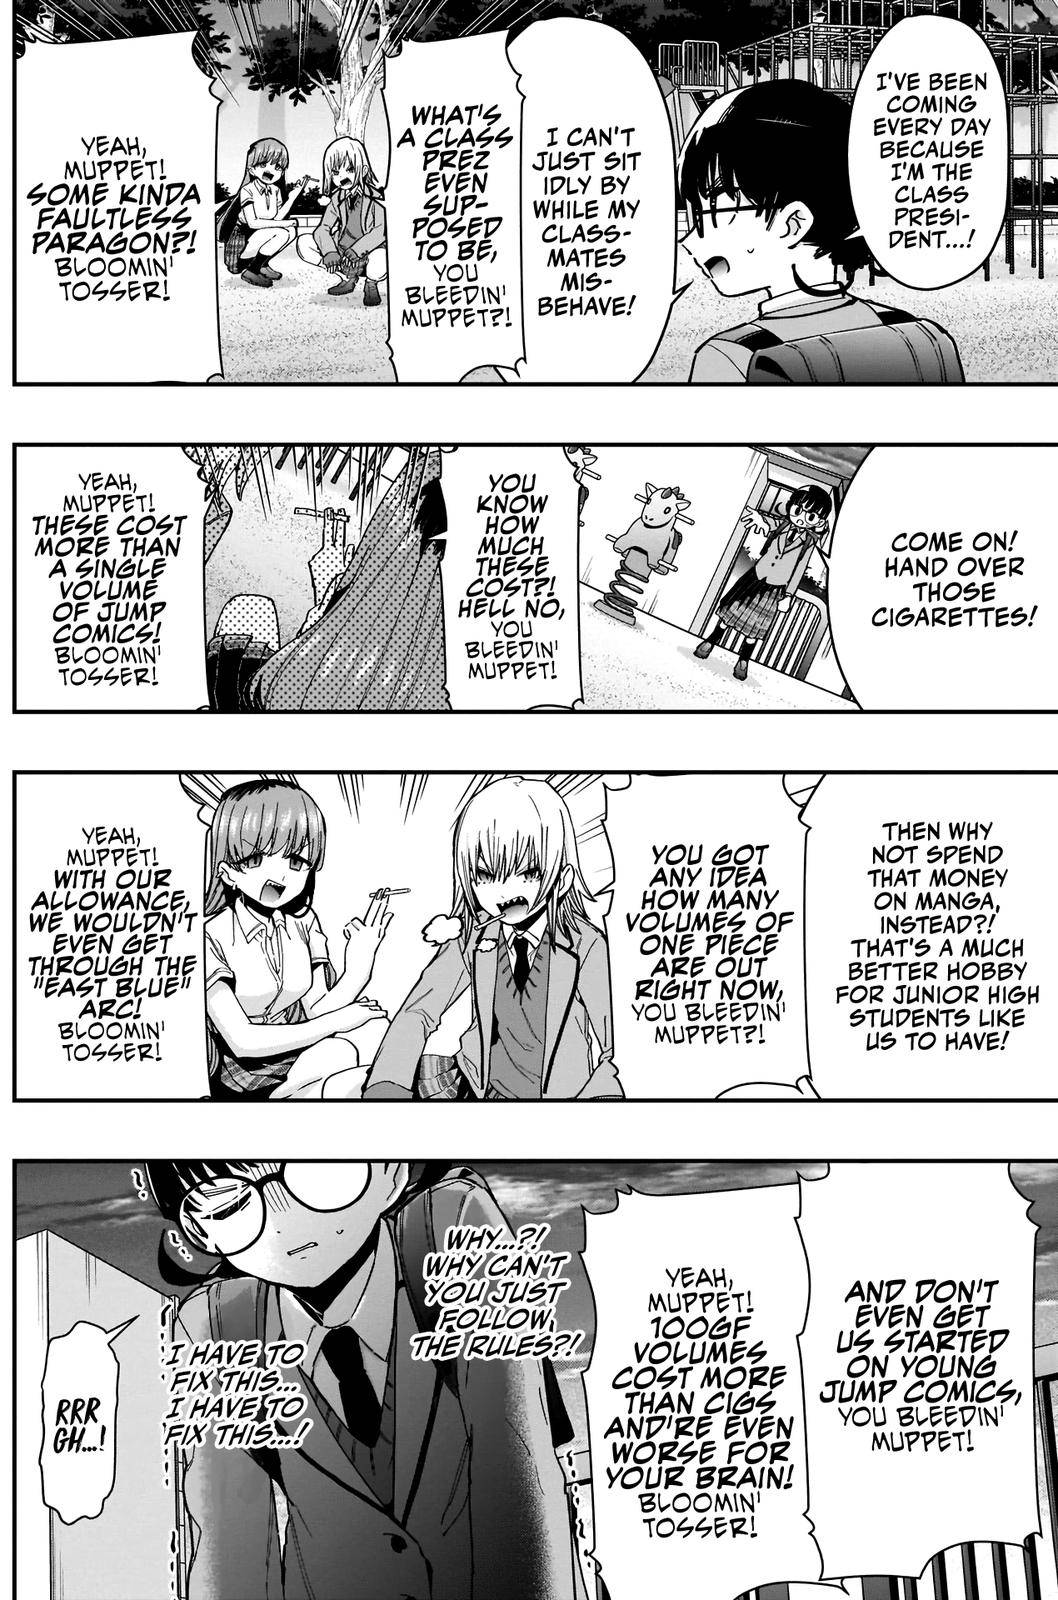 I'VE BEEN
COMING
EVERY DAY
BECAUSE
I'M THE
CLASS
PRESI-
DENT...!
I CAN'T
JUST SIT
IDLY BY
WHILE MY
CLASS-
MATES
MIS-
BEHAVE!
WHAT'S
A CLASS
PREZ
EVEN
SUP-
POSED
TO BE,
YOU
BLEEDIN'
MUPPET?!
YEAH,
MUPPET!
SOME KINDA
FAULTLESS
PARAGON?!
BLOOMIN'
TOSSER!
COME ON!
HAND OVER
THOSE
CIGARETTES!
YOU
KNOW
HOW
MUCH
THESE
COST?!
HELL NO,
YOU
BLEEDIN'
MUPPET!
YEAH,
MUPPET!
THESE COST
MORE THAN
A SINGLE
VOLUME
OF JUMP
COMICS!
BLOOMIN'
TOSSER!
THEN WHY
NOT SPEND
THAT MONEY
ON MANGA,
INSTEAD?!
THAT'S A MUCH
BETTER HOBBY
FOR JUNIOR HIGH
STUDENTS LIKE
US TO HAVE!
YOU GOT
ANY IDEA
HOW MANY
VOLUMES OF
ONE PIECE
ARE OUT
RIGHT NOW,
YOU BLEEDIN'
MUPPET?!
YEAH,
MUPPET!
WITH OUR
ALLOWANCE,
WE WOULDN'T
EVEN GET
THROUGH THE
"EAST BLUE"
ARC!
BLOOMIN'
TOSSER!
AND DON'T
EVEN GET
US STARTED
ON YOUNG
JUMP COMICS,
YOU BLEEDIN'
MUPPET!
YEAH,
MUPPET!
100GF
VOLUMES
COST MORE
THAN CIGS
AND'RE EVEN
WORSE FOR
YOUR BRAIN!
BLOOMIN'
TOSSER!
WHY...?!
WHY CAN'T
YOU JUST
FOLLOW
THE RULES?!
I HAVE TO
FIX THIS...
I HAVE TO
FIX THIS...!
RRR
GH...!